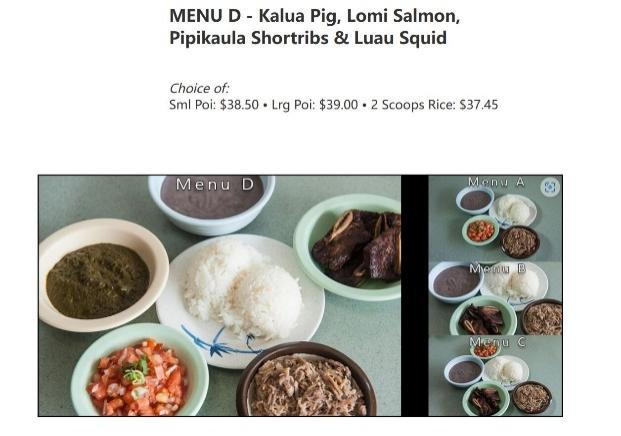 MENU D - Kalua Pig, Lomi Salmon,
Pipikaula Shortribs & Luau Squid
Choice of:
Sml Poi: $38.50 • Lrg Poi: $39.00 • 2 Scoops Rice: $37.45
Menu D
Menu A
Menu B
Menu C